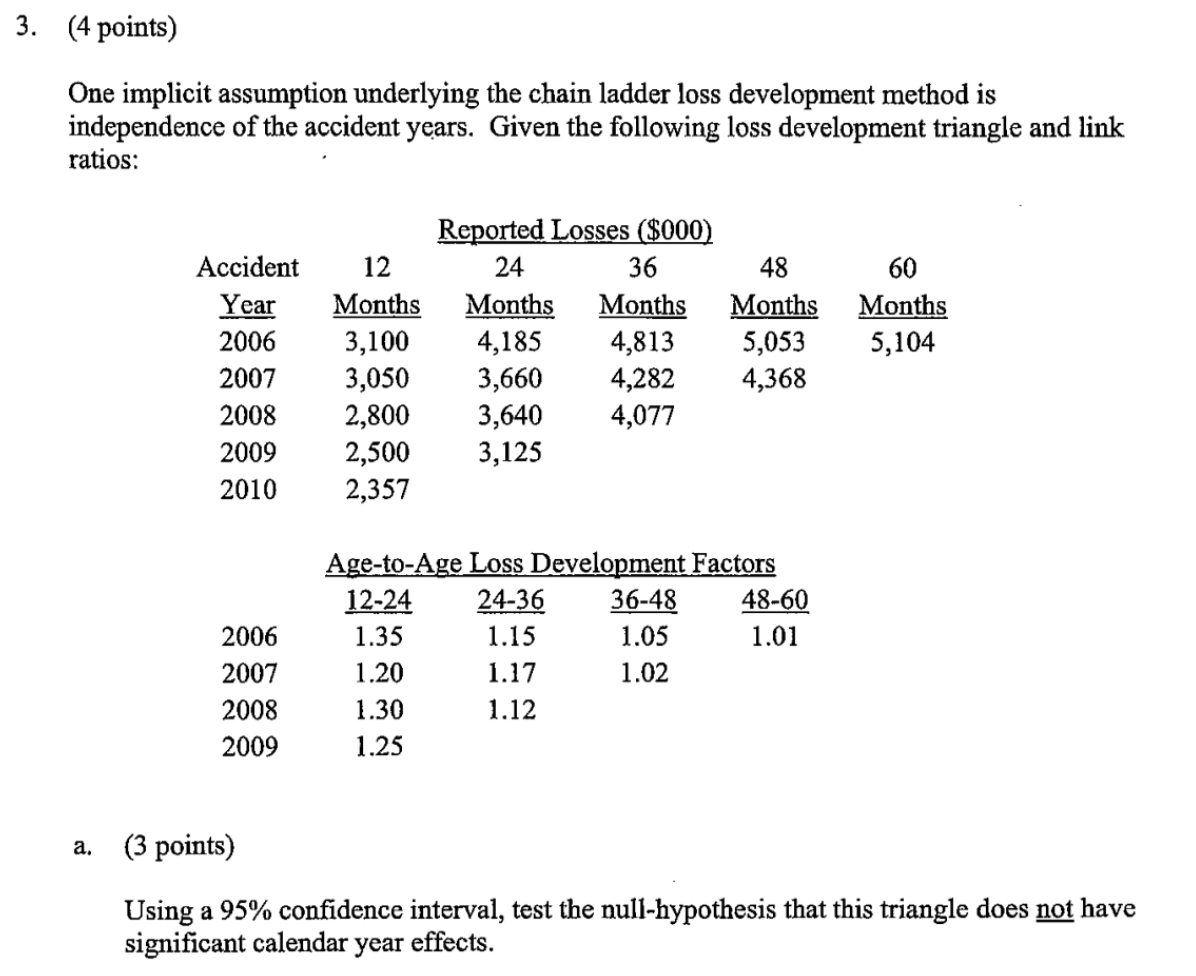 3. (4 points)
One implicit assumption underlying the chain ladder loss development method is
independence of the accident years. Given the following loss development triangle and link
ratios:
Reported Losses ($000)
Accident 12 24 36 48 60
Year Months Months Months Months Months
2006 3,100 4,185 4,813 5,053 5,104
2007 3,050 3,660 4,282 4,368
2008 2,800 3,640 4,077
2009 2,500 3,125
2010 2,357
Age-to-Age Loss Development Factors
12-24 24-36 36-48 48-60
2006 1.35 1.15 1.05 1.01
2007 1.20 1.17 1.02
2008 1.30 1.12
2009 1.25
a. (3 points)
Using a 95% confidence interval, test the null-hypothesis that this triangle does not have
significant calendar year effects.